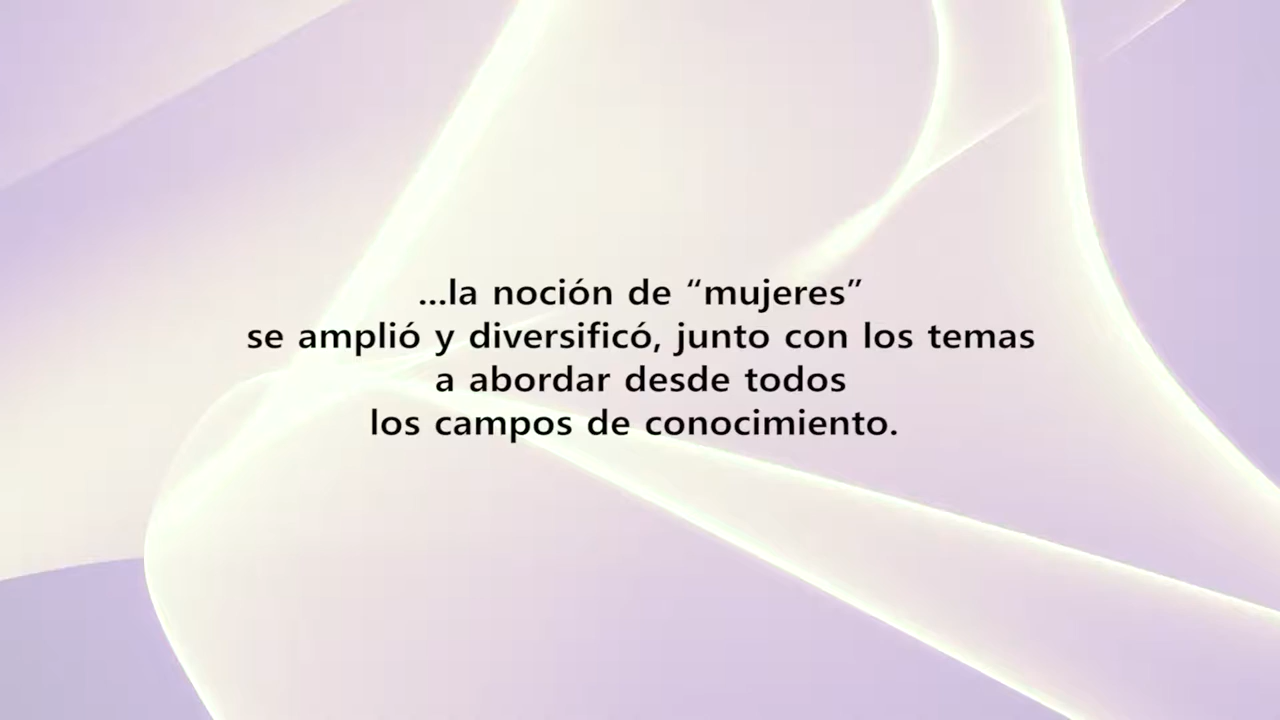 ...la noción de “mujeres”
se amplió y diversificó, junto con los temas
a abordar desde todos
los campos de conocimiento.